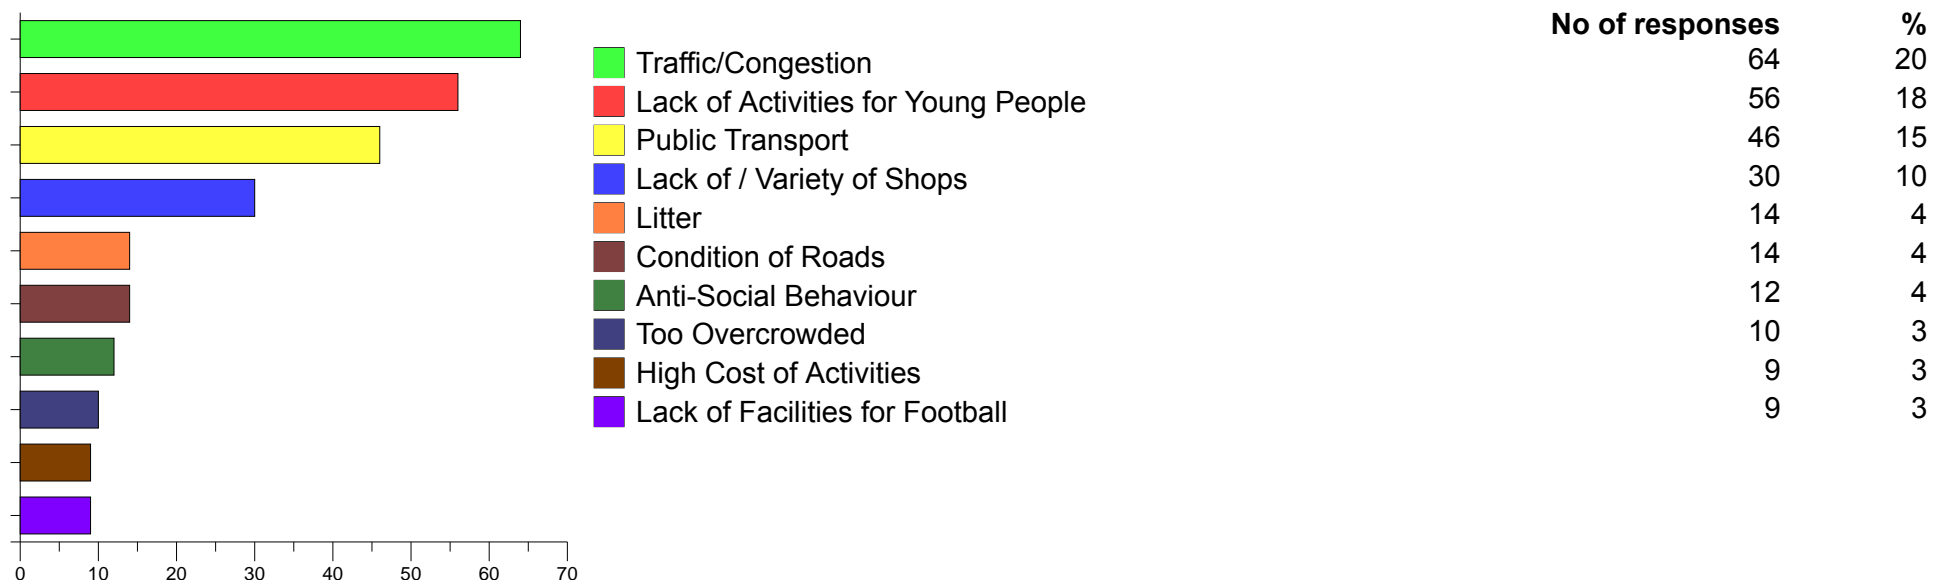 No of responses %
Traffic/Congestion 64 20
Lack of Activities for Young People 56 18
Public Transport 46 15
Lack of / Variety of Shops 30 10
Litter 14 4
Condition of Roads 14 4
Anti-Social Behaviour 12 4
Too Overcrowded 10 3
High Cost of Activities 9 3
Lack of Facilities for Football 9 3
0 10 20 30 40 50 60 70